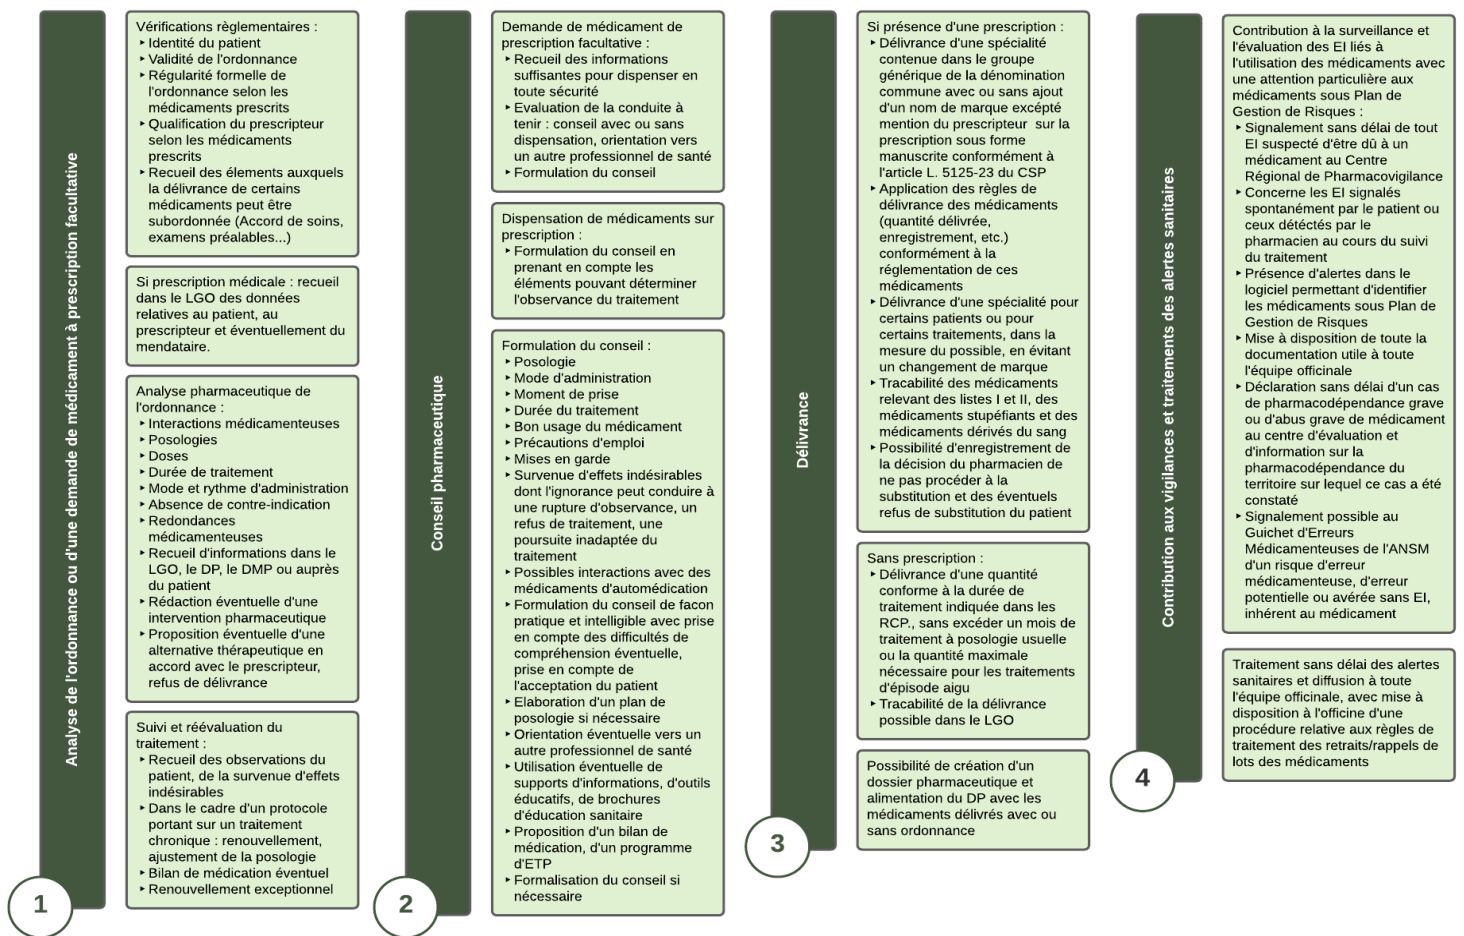 Analyse de l'ordonnance ou d'une demande de médicament à prescription facultative
1
Vérifications règlementaires :
‣ Identité du patient
‣ Validité de l'ordonnance
‣ Régularité formelle de
l'ordonnance selon les
médicaments prescrits
‣ Qualification du prescripteur
selon les médicaments
prescrits
‣ Recueil des élements auxquels
la délivrance de certains
médicaments peut être
subordonnée (Accord de soins,
examens préalables...)
Si prescription médicale : recueil
dans le LGO des données
relatives au patient, au
prescripteur et éventuellement du
mendataire.
Analyse pharmaceutique de
l'ordonnance :
‣ Interactions médicamenteuses
‣ Posologies
‣ Doses
‣ Durée de traitement
‣ Mode et rythme d'administration
‣ Absence de contre-indication
‣ Redondances
médicamenteuses
‣ Recueil d'informations dans le
LGO, le DP, le DMP ou auprès
du patient
‣ Rédaction éventuelle d'une
intervention pharmaceutique
‣ Proposition éventuelle d'une
alternative thérapeutique en
accord avec le prescripteur,
refus de délivrance
Suivi et réévaluation du
traitement :
‣ Recueil des observations du
patient, de la survenue d'effets
indésirables
‣ Dans le cadre d'un protocole
portant sur un traitement
chronique : renouvellement,
ajustement de la posologie
‣ Bilan de médication éventuel
‣ Renouvellement exceptionnel
Conseil pharmaceutique
2
Demande de médicament de
prescription facultative :
‣ Recueil des informations
suffisantes pour dispenser en
toute sécurité
‣ Evaluation de la conduite à
tenir : conseil avec ou sans
dispensation, orientation vers
un autre professionnel de santé
‣ Formulation du conseil
Dispensation de médicaments sur
prescription :
‣ Formulation du conseil en
prenant en compte les
éléments pouvant déterminer
l'observance du traitement
Formulation du conseil :
‣ Posologie
‣ Mode d'administration
‣ Moment de prise
‣ Durée du traitement
‣ Bon usage du médicament
‣ Précautions d'emploi
‣ Mises en garde
‣ Survenue d'effets indésirables
dont l'ignorance peut conduire à
une rupture d'observance, un
refus de traitement, une
poursuite inadaptée du
traitement
‣ Possibles interactions avec des
médicaments d'automédication
‣ Formulation du conseil de facon
pratique et intelligible avec prise
en compte des difficultés de
compréhension éventuelle,
prise en compte de
l'acceptation du patient
‣ Elaboration d'un plan de
posologie si nécessaire
‣ Orientation éventuelle vers un
autre professionnel de santé
‣ Utilisation éventuelle de
supports d'informations, d'outils
éducatifs, de brochures
d'éducation sanitaire
‣ Proposition d'un bilan de
médication, d'un programme
d'ETP
‣ Formalisation du conseil si
nécessaire
Délivrance
3
Si présence d'une prescription :
‣ Délivrance d'une spécialité
contenue dans le groupe
générique de la dénomination
commune avec ou sans ajout
d'un nom de marque excépté
mention du prescripteur sur la
prescription sous forme
manuscrite conformément à
l'article L. 5125-23 du CSP
‣ Application des règles de
délivrance des médicaments
(quantité délivrée,
enregistrement, etc.)
conformément à la
réglementation de ces
médicaments
‣ Délivrance d'une spécialité pour
certains patients ou pour
certains traitements, dans la
mesure du possible, en évitant
un changement de marque
‣ Tracabilité des médicaments
relevant des listes I et II, des
médicaments stupéfiants et des
médicaments dérivés du sang
‣ Possibilité d'enregistrement de
la décision du pharmacien de
ne pas procéder à la
substitution et des éventuels
refus de substitution du patient
Sans prescription :
‣ Délivrance d'une quantité
conforme à la durée de
traitement indiquée dans les
RCP., sans excéder un mois de
traitement à posologie usuelle
ou la quantité maximale
nécessaire pour les traitements
d'épisode aigu
‣ Tracabilité de la délivrance
possible dans le LGO
Possibilité de création d'un
dossier pharmaceutique et
alimentation du DP avec les
médicaments délivrés avec ou
sans ordonnance
Contribution aux vigilances et traitements des alertes sanitaires
4
Contribution à la surveillance et
l'évaluation des EI liés à
l'utilisation des médicaments avec
une attention particulière aux
médicaments sous Plan de
Gestion de Risques :
‣ Signalement sans délai de tout
EI suspecté d'être dû à un
médicament au Centre
Régional de Pharmacovigilance
‣ Concerne les EI signalés
spontanément par le patient ou
ceux détéctés par le
pharmacien au cours du suivi
du traitement
‣ Présence d'alertes dans le
logiciel permettant d'identifier
les médicaments sous Plan de
Gestion de Risques
‣ Mise à disposition de toute la
documentation utile à toute
l'équipe officinale
‣ Déclaration sans délai d'un cas
de pharmacodépendance grave
ou d'abus grave de médicament
au centre d'évaluation et
d'information sur la
pharmacodépendance du
territoire sur lequel ce cas a été
constaté
‣ Signalement possible au
Guichet d'Erreurs
Médicamenteuses de l'ANSM
d'un risque d'erreur
médicamenteuse, d'erreur
potentielle ou avérée sans EI,
inhérent au médicament
Traitement sans délai des alertes
sanitaires et diffusion à toute
l'équipe officinale, avec mise à
disposition à l'officine d'une
procédure relative aux règles de
traitement des retraits/rappels de
lots des médicaments